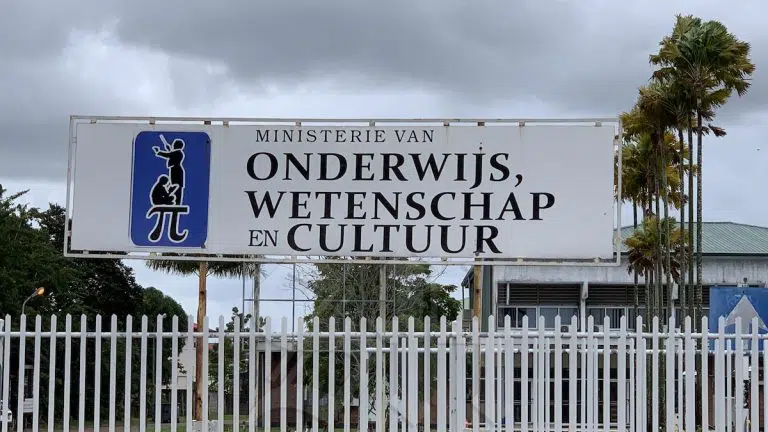 MINISTERIE VAN
ONDERWIJS,
WETENSCHAP
EN CULTUUR